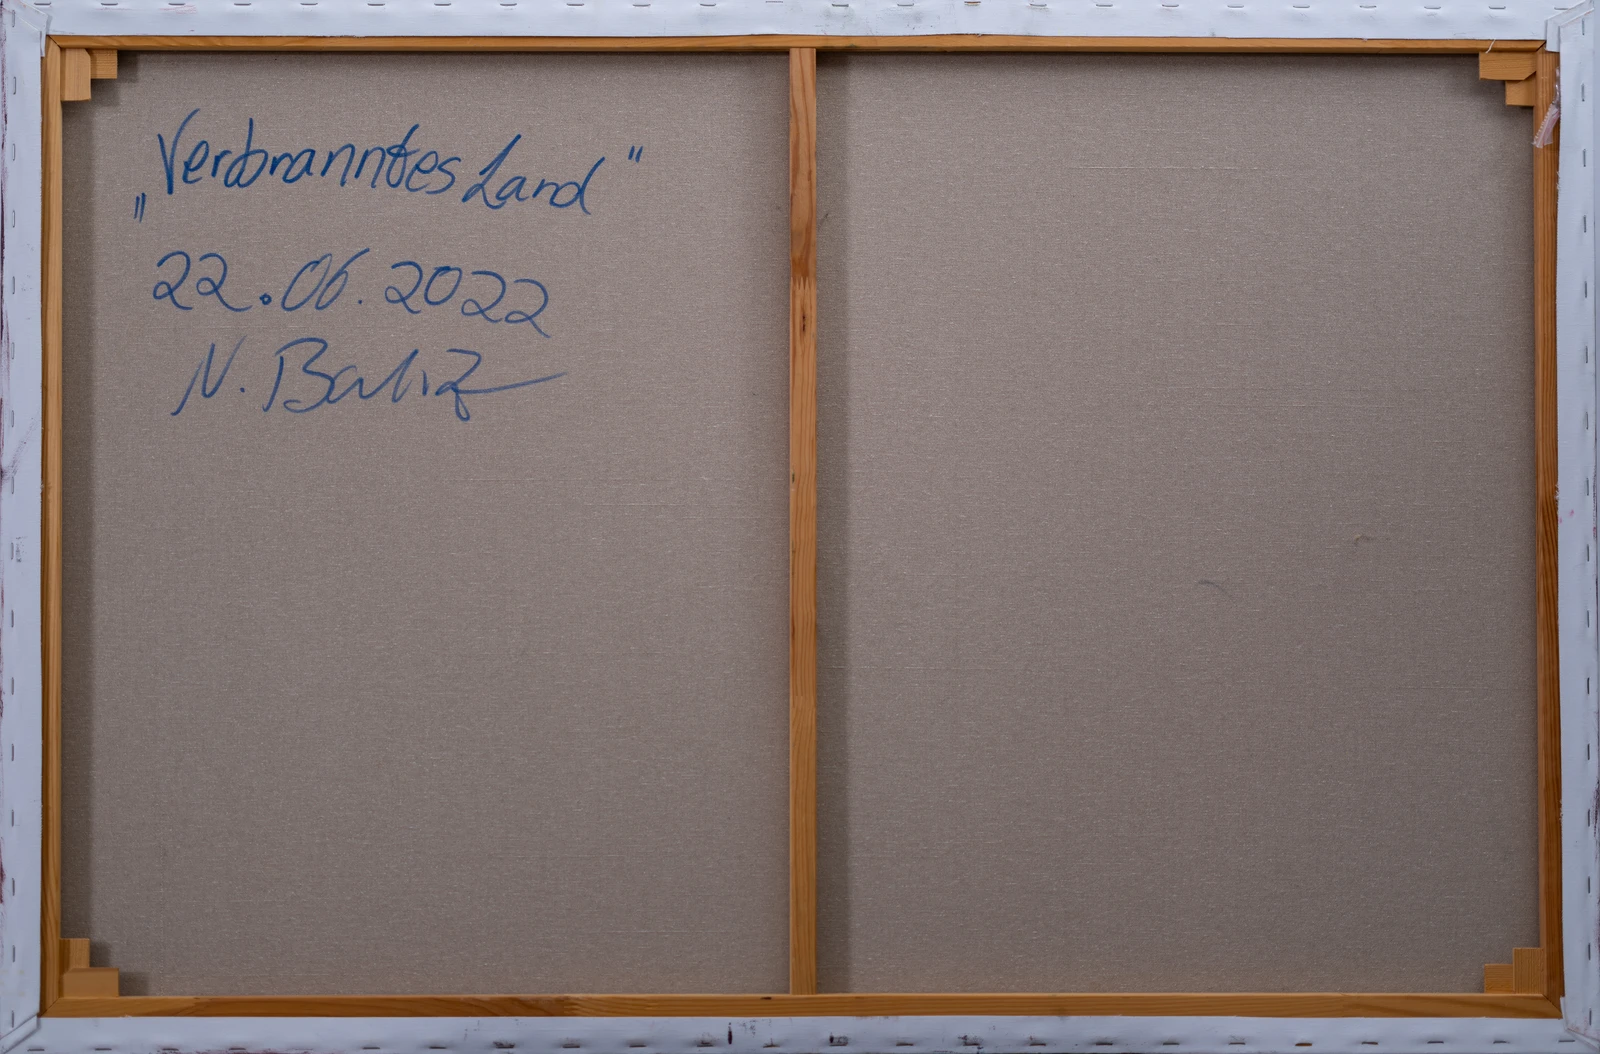 „Verbranntes Land"
22.06.2022
N.